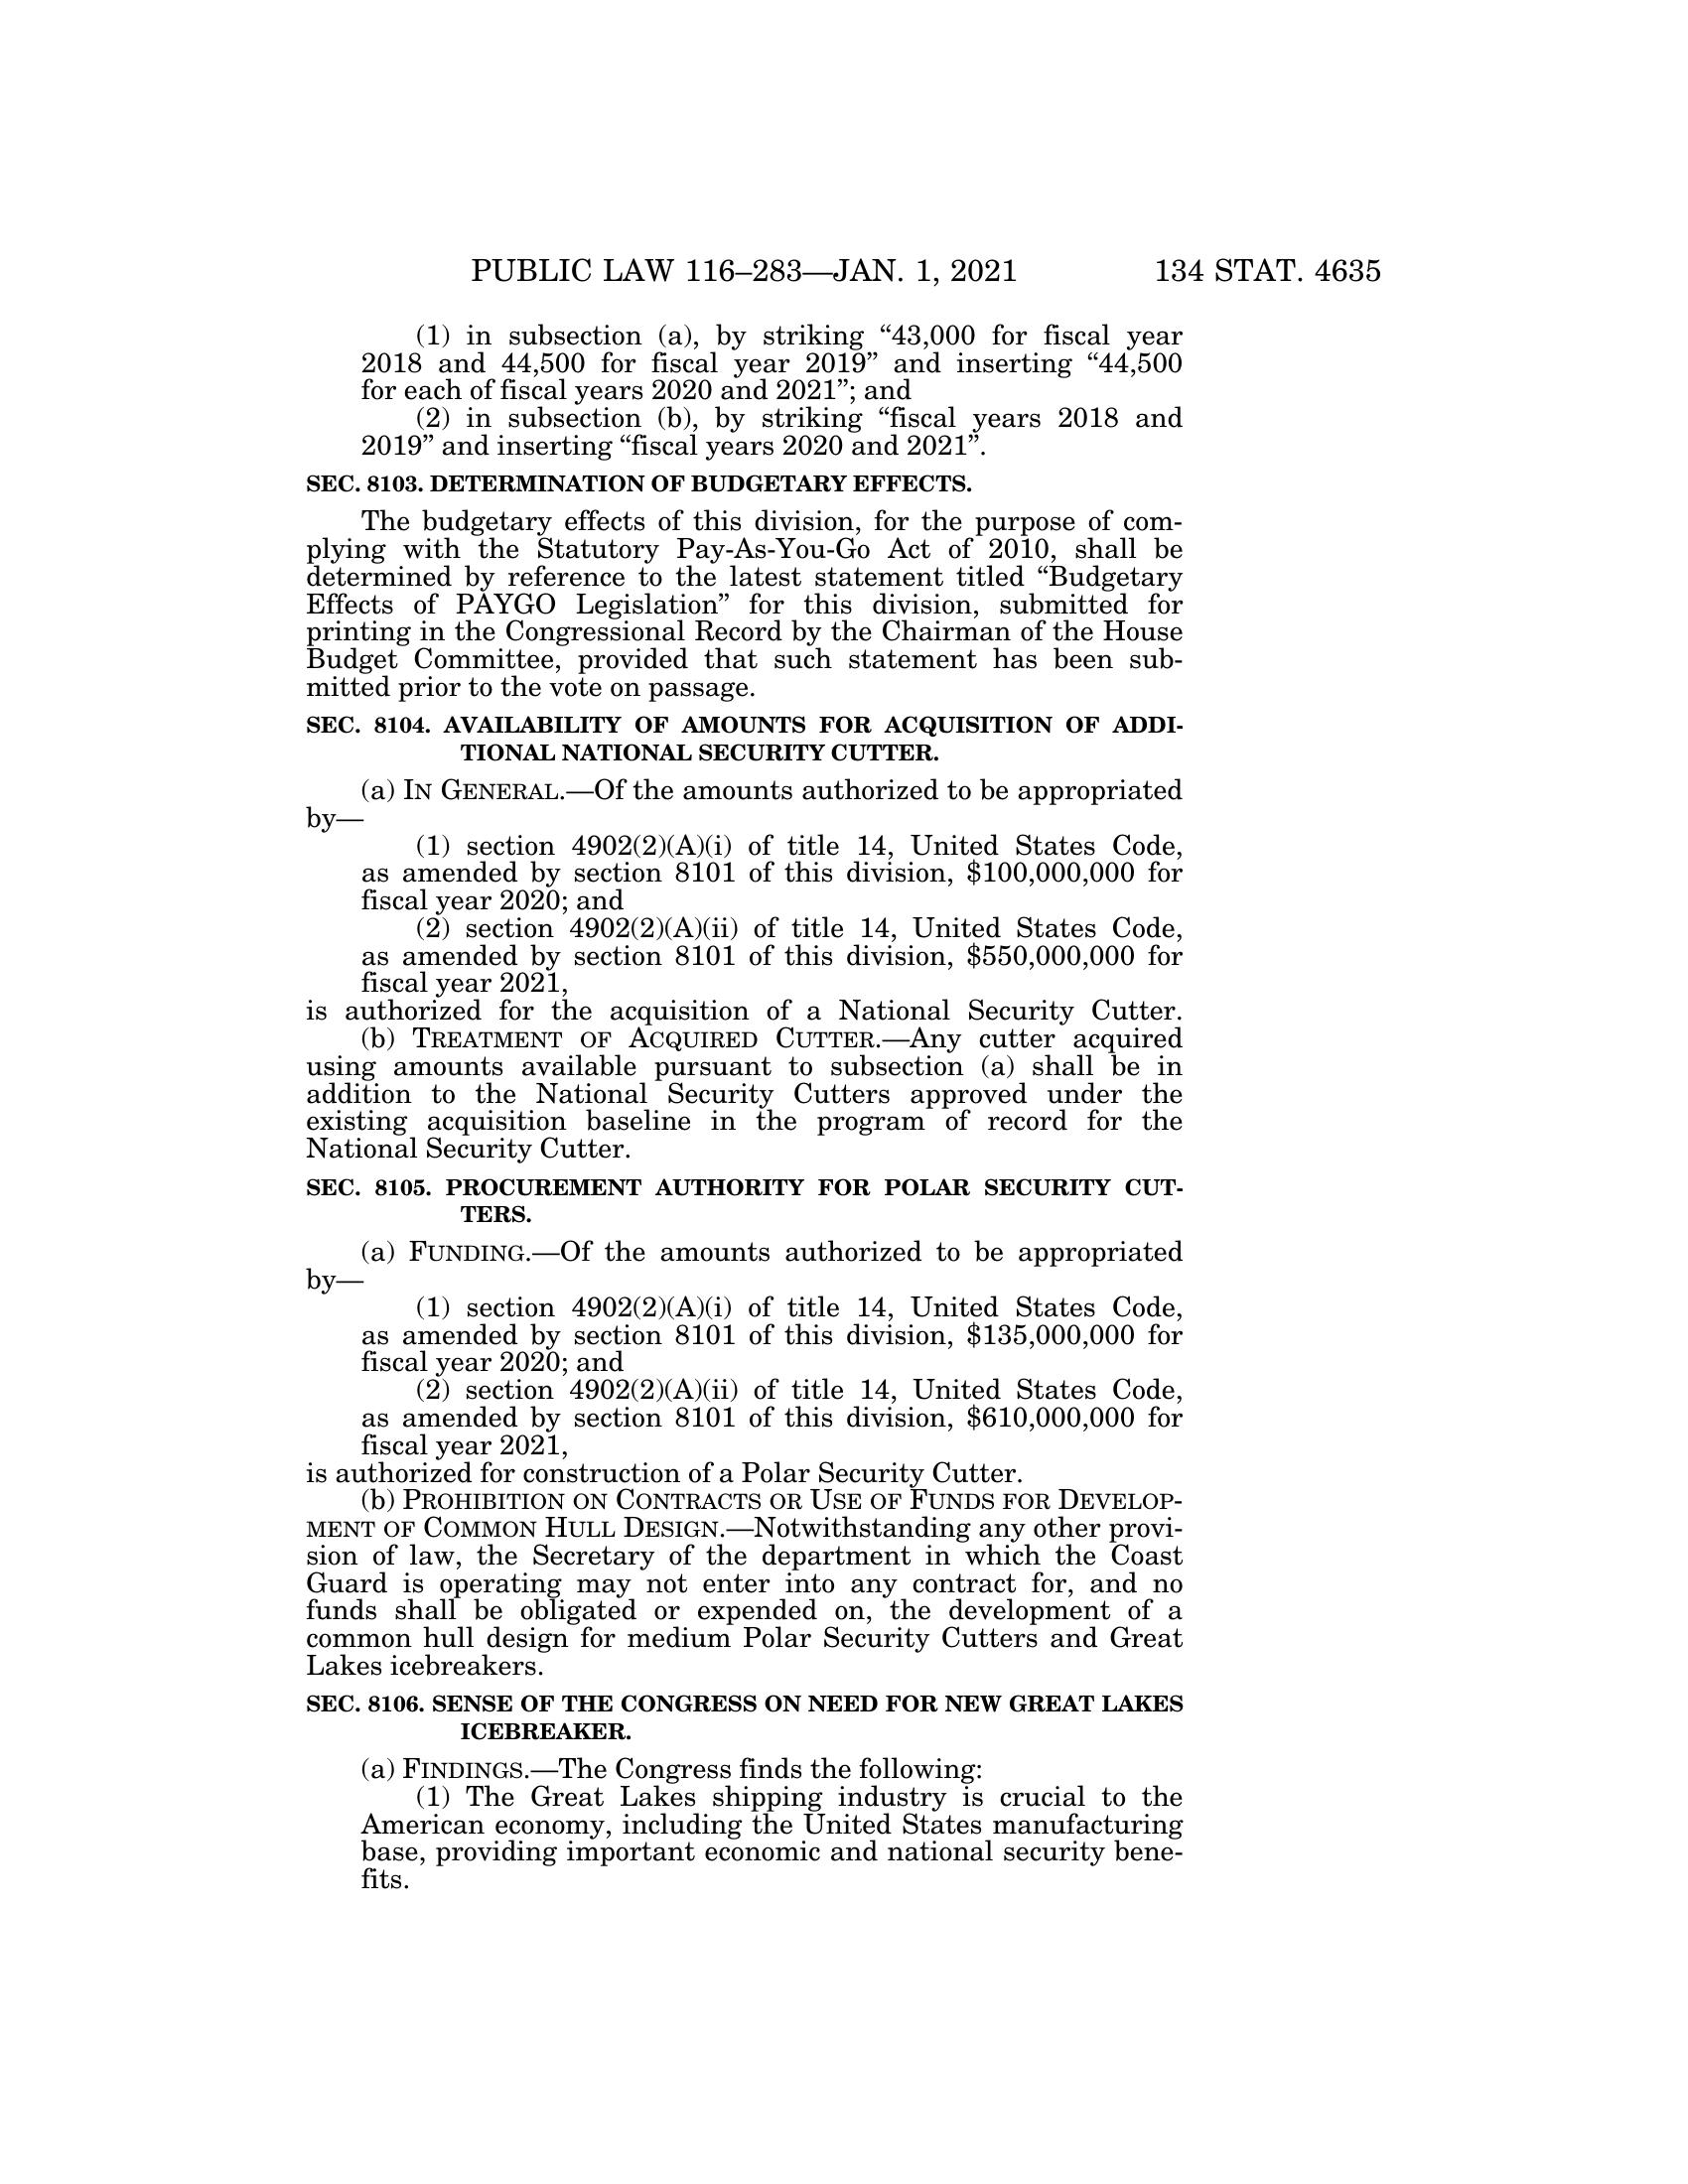 PUBLIC LAW 116–283—JAN. 1, 2021 134 STAT. 4635
(1) in subsection (a), by striking “43,000 for fiscal year
2018 and 44,500 for fiscal year 2019” and inserting “44,500
for each of fiscal years 2020 and 2021”; and
(2) in subsection (b), by striking “fiscal years 2018 and
2019” and inserting “fiscal years 2020 and 2021”.
SEC. 8103. DETERMINATION OF BUDGETARY EFFECTS.
The budgetary effects of this division, for the purpose of com-
plying with the Statutory Pay-As-You-Go Act of 2010, shall be
determined by reference to the latest statement titled “Budgetary
Effects of PAYGO Legislation” for this division, submitted for
printing in the Congressional Record by the Chairman of the House
Budget Committee, provided that such statement has been sub-
mitted prior to the vote on passage.
SEC. 8104. AVAILABILITY OF AMOUNTS FOR ACQUISITION OF ADDI-
TIONAL NATIONAL SECURITY CUTTER.
(a) IN GENERAL.—Of the amounts authorized to be appropriated
by—
(1) section 4902(2)(A)(i) of title 14, United States Code,
as amended by section 8101 of this division, $100,000,000 for
fiscal year 2020; and
(2) section 4902(2)(A)(ii) of title 14, United States Code,
as amended by section 8101 of this division, $550,000,000 for
fiscal year 2021,
is authorized for the acquisition of a National Security Cutter.
(b) TREATMENT OF ACQUIRED CUTTER.—Any cutter acquired
using amounts available pursuant to subsection (a) shall be in
addition to the National Security Cutters approved under the
existing acquisition baseline in the program of record for the
National Security Cutter.
SEC. 8105. PROCUREMENT AUTHORITY FOR POLAR SECURITY CUT-
TERS.
(a) FUNDING.—Of the amounts authorized to be appropriated
by—
(1) section 4902(2)(A)(i) of title 14, United States Code,
as amended by section 8101 of this division, $135,000,000 for
fiscal year 2020; and
(2) section 4902(2)(A)(ii) of title 14, United States Code,
as amended by section 8101 of this division, $610,000,000 for
fiscal year 2021,
is authorized for construction of a Polar Security Cutter.
(b) PROHIBITION ON CONTRACTS OR USE OF FUNDS FOR DEVELOP-
MENT OF COMMON HULL DESIGN.—Notwithstanding any other provi-
sion of law, the Secretary of the department in which the Coast
Guard is operating may not enter into any contract for, and no
funds shall be obligated or expended on, the development of a
common hull design for medium Polar Security Cutters and Great
Lakes icebreakers.
SEC. 8106. SENSE OF THE CONGRESS ON NEED FOR NEW GREAT LAKES
ICEBREAKER.
(a) FINDINGS.—The Congress finds the following:
(1) The Great Lakes shipping industry is crucial to the
American economy, including the United States manufacturing
base, providing important economic and national security bene-
fits.